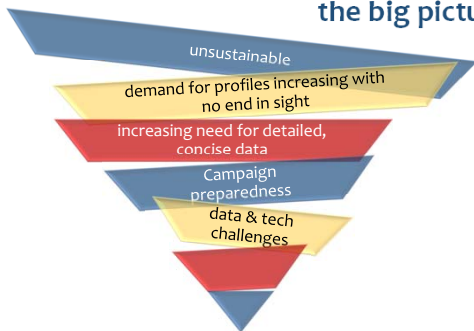 the big
unsustainable
demand for profiles increasing with
no end in sight
increasing need for detailed,
concise data
Campaign
preparedness
data & tech
challenges